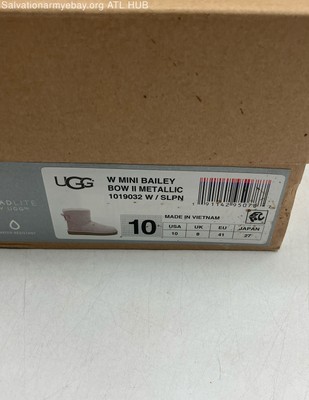 Salvationarmyebay.org ATL HUB
UGG
W MINI BAILEY
BOW II METALLIC
1019032 W / SLPN
10
MADE IN VIETNAM
USA UK EU JAPAN
10 8 41 27